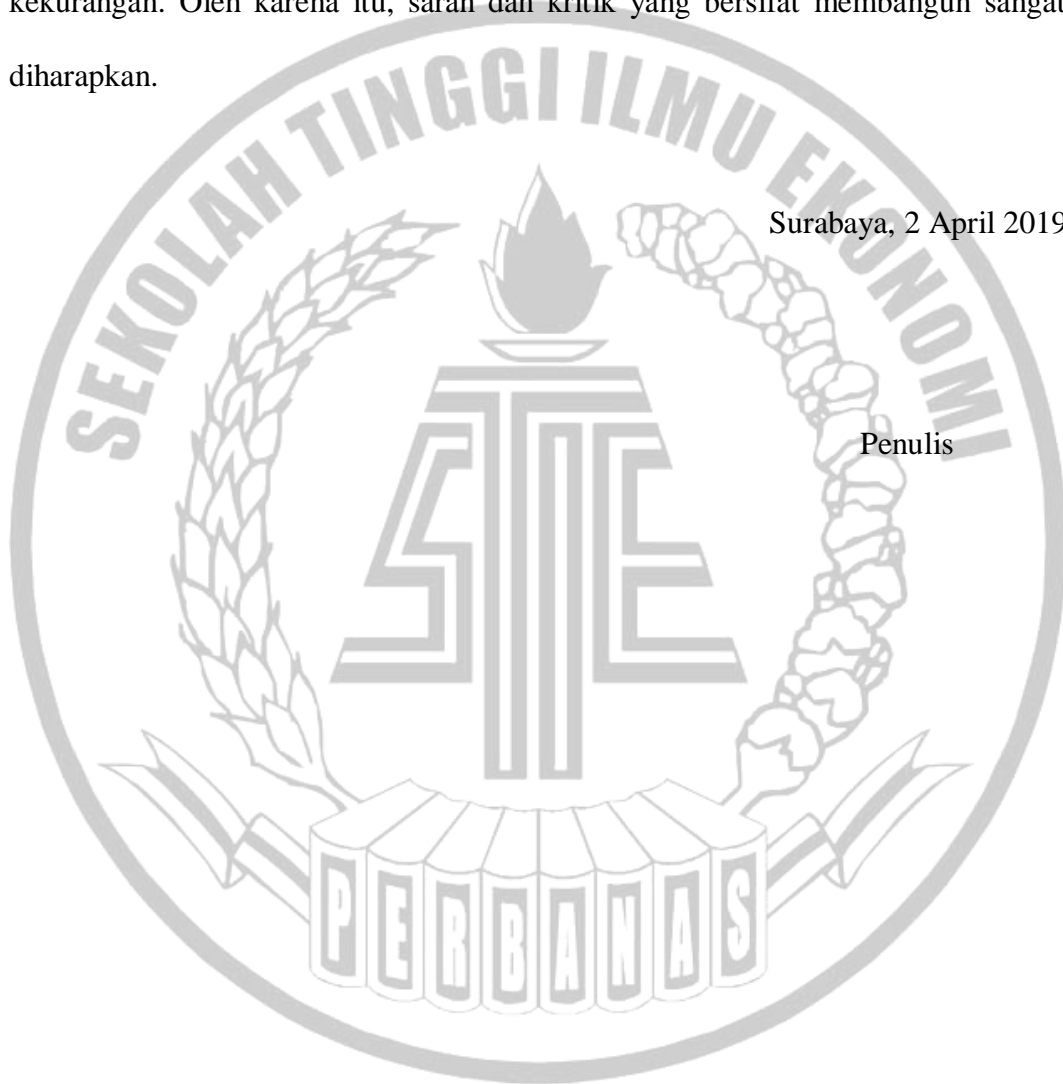 kekurangan. Oleh karena itu, saran dan kritik yang bersifat membangun sangat
diharapkan.
SEKOLAH TINGGI ILMU EKONOMI
Surabaya, 2 April 2019
Penulis
STIE
PERBANAS